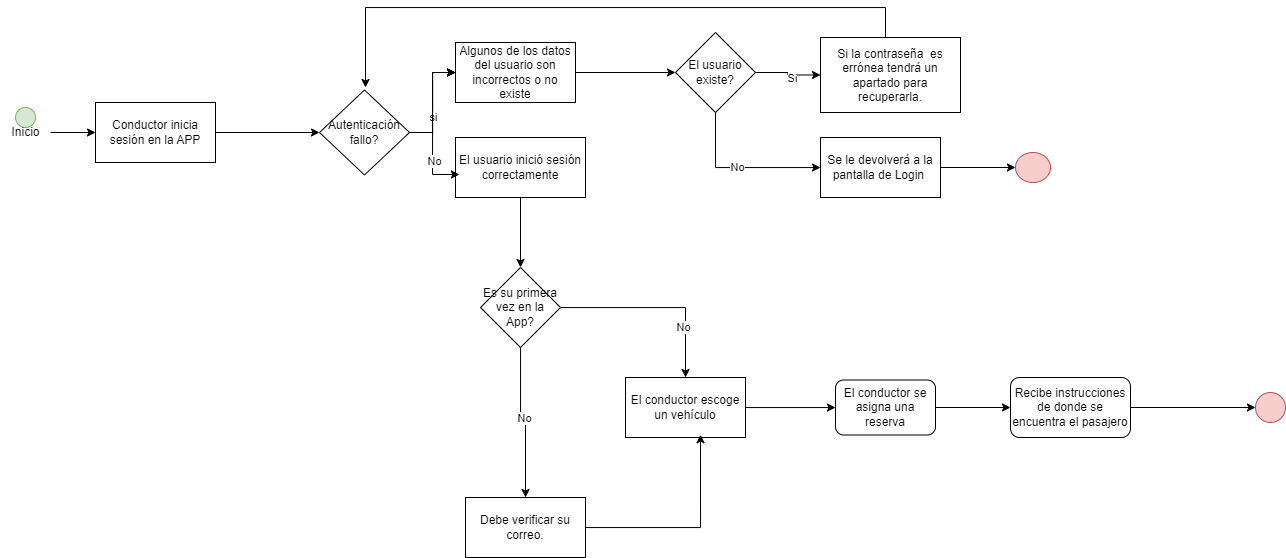 Inicio
Conductor inicia
sesión en la APP
Autenticación
fallo?
si
No
Algunos de los datos
del usuario son
incorrectos o no
existe
El usuario
existe?
Si
Si la contraseña  es
errónea tendrá un
apartado para
recuperarla.
No
Se le devolverá a la
pantalla de Login
El usuario inició sesión
correctamente
Es su primera
vez en la
App?
No
No
El conductor escoge
un vehículo
El conductor se
asigna una
reserva
Recibe instrucciones
de donde se
encuentra el pasajero
Debe verificar su
correo.